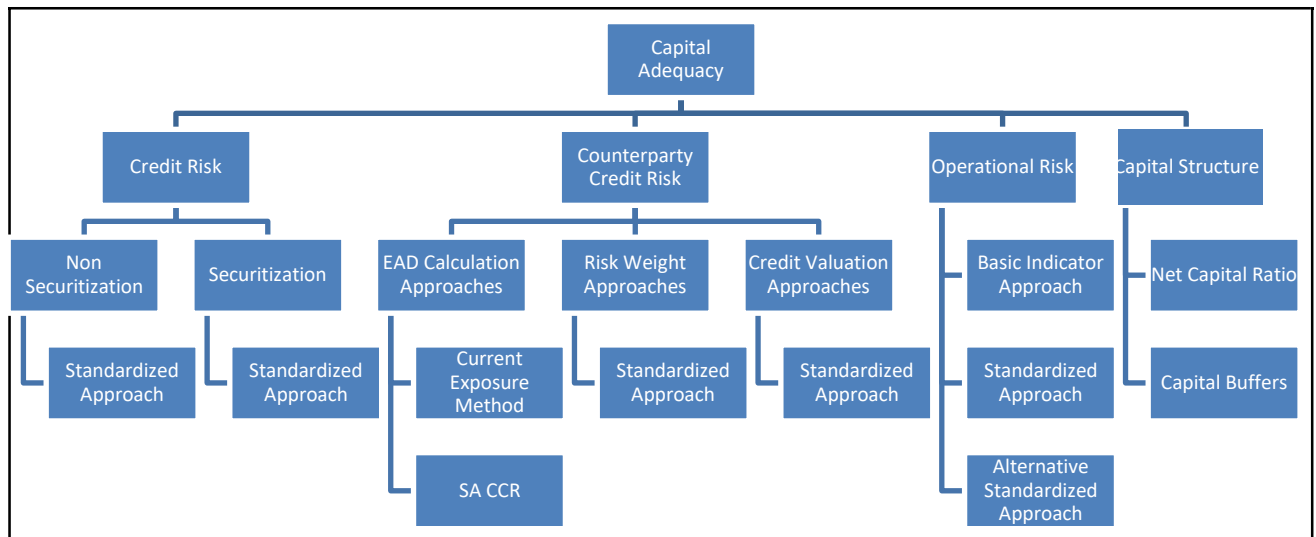 Capital
Adequacy
Credit Risk
Counterparty
Credit Risk
Operational Risk
Capital Structure
Non
Securitization
Securitization
EAD Calculation
Approaches
Risk Weight
Approaches
Credit Valuation
Approaches
Basic Indicator
Approach
Net Capital Ratio
Standardized
Approach
Standardized
Approach
Current
Exposure
Method
Standardized
Approach
Standardized
Approach
Standardized
Approach
Capital Buffers
SA CCR
Alternative
Standardized
Approach